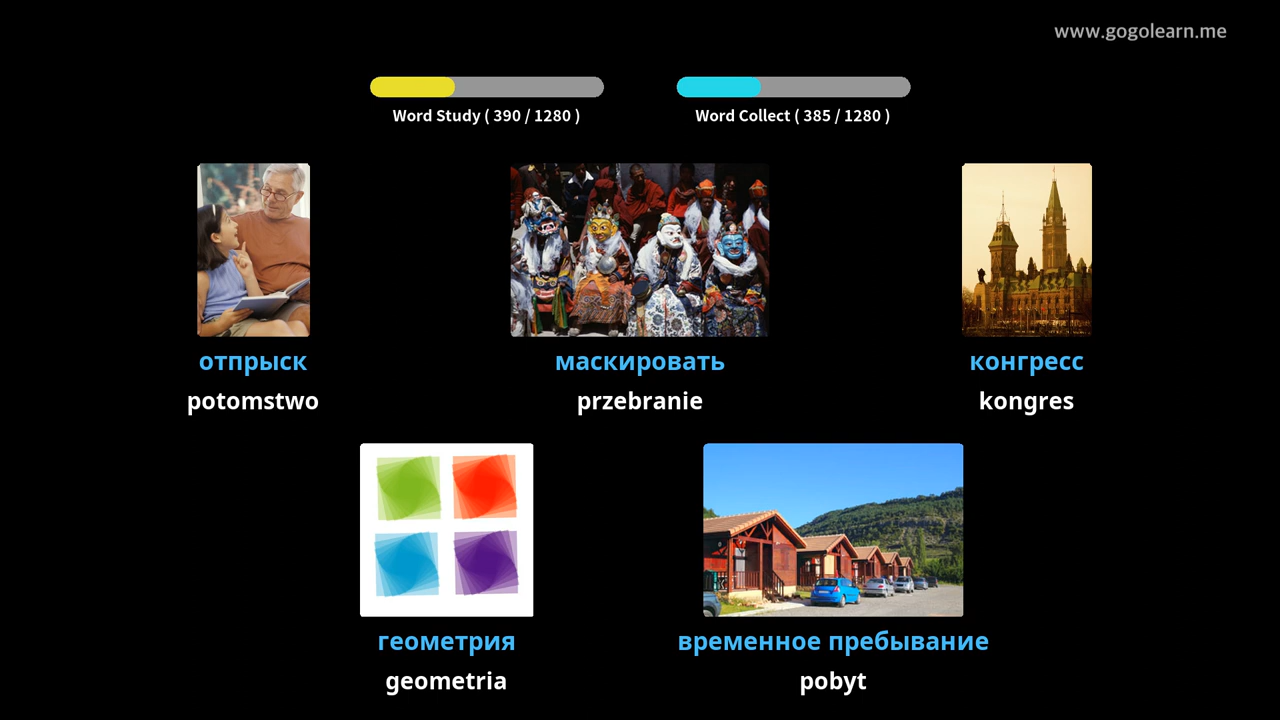 www.gogolearn.me
Word Study ( 390 / 1280 )
Word Collect ( 385 / 1280 )
отпрыск
potomstwo
маскировать
przebranie
конгресс
kongres
геометрия
geometria
временное пребывание
pobyt